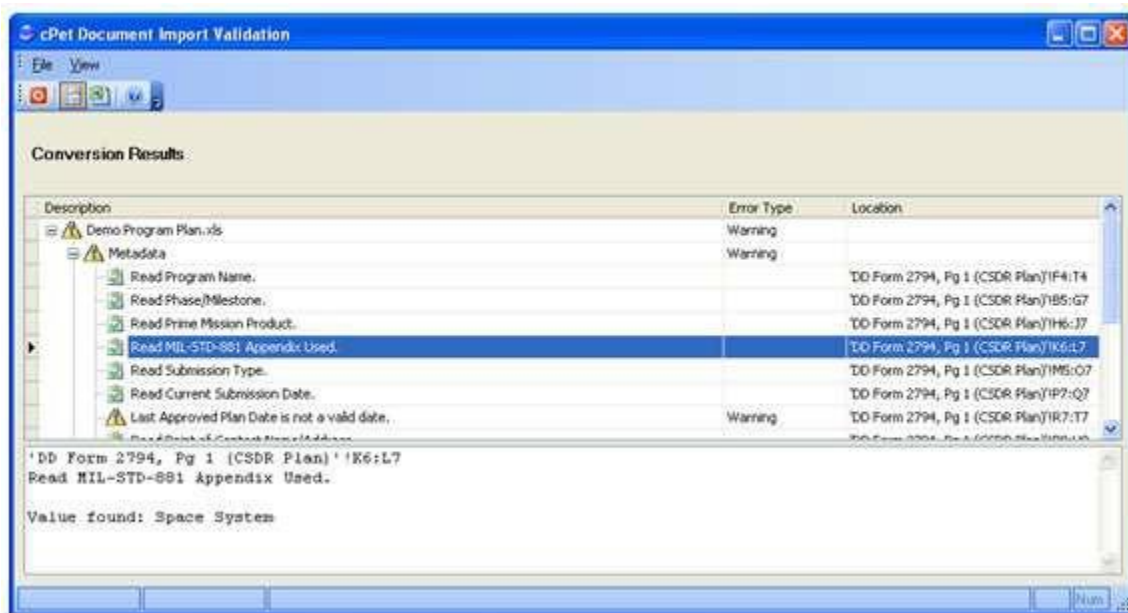 cPet Document Import Validation
File View
Conversion Results
Description Error Type Location
Demo Program Plan.xls Warning
Metadata Warning
Read Program Name. 'DD Form 2794, Pg 1 (CSDR Plan)'!F4:T4
Read Phase/Milestone. 'DD Form 2794, Pg 1 (CSDR Plan)'!B5:G7
Read Prime Mission Product. 'DD Form 2794, Pg 1 (CSDR Plan)'!H6:J7
Read MIL-STD-881 Appendix Used. 'DD Form 2794, Pg 1 (CSDR Plan)'!K6:L7
Read Submission Type. 'DD Form 2794, Pg 1 (CSDR Plan)'!M5:O7
Read Current Submission Date. 'DD Form 2794, Pg 1 (CSDR Plan)'!P7:Q7
Last Approved Plan Date is not a valid date. Warning 'DD Form 2794, Pg 1 (CSDR Plan)'!R7:T7
'DD Form 2794, Pg 1 (CSDR Plan)'!K6:L7
Read MIL-STD-881 Appendix Used.
Value found: Space System
Num